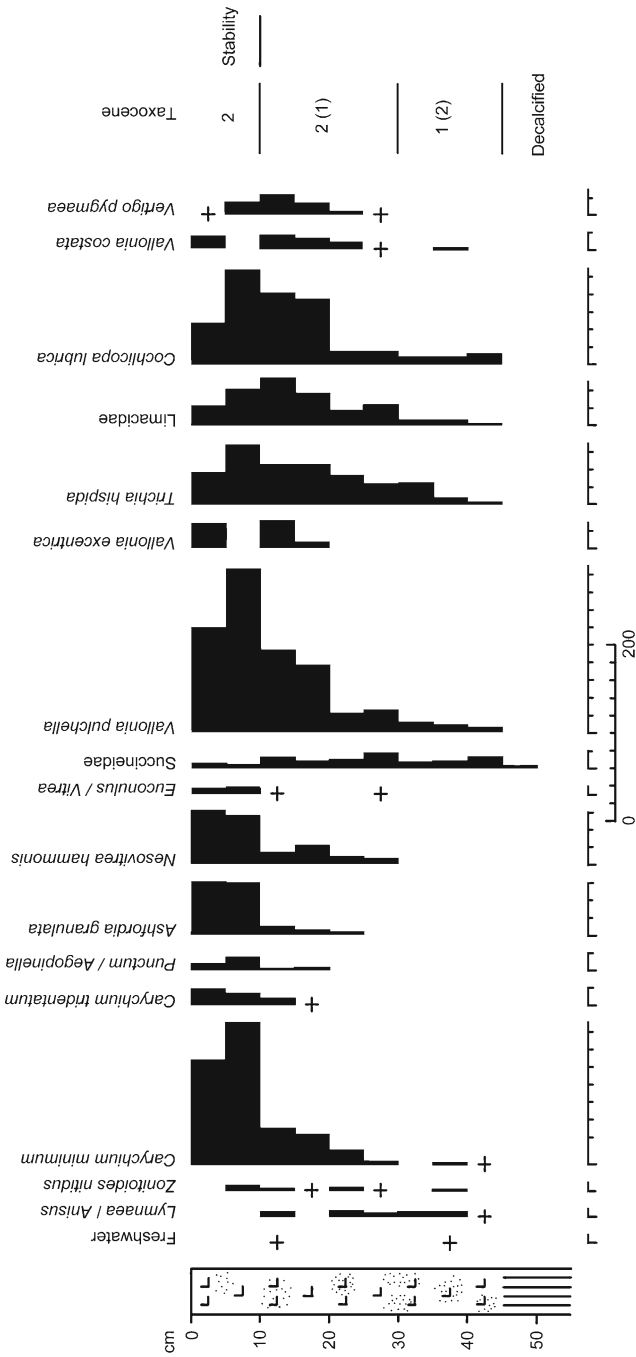 Stability
Taxocene
2
2 (1)
1 (2)
Decalcified
Vertigo pygmaea
+
+
Vallonia costata
+
Cochlicopa lubrica
Limacidae
Trichia hispida
Vallonia excentrica
Vallonia pulchella
Succineidae
Euconulus / Vitrea
+
+
Nesovitrea hammonis
Ashfordia granulata
Punctum / Aegopinella
Carychium tridentatum
+
Carychium minimum
+
Zonitoides nitidus
+
+
Lymnaea / Anisus
+
Freshwater
+
+
cm
0
10
20
30
40
50
0
200